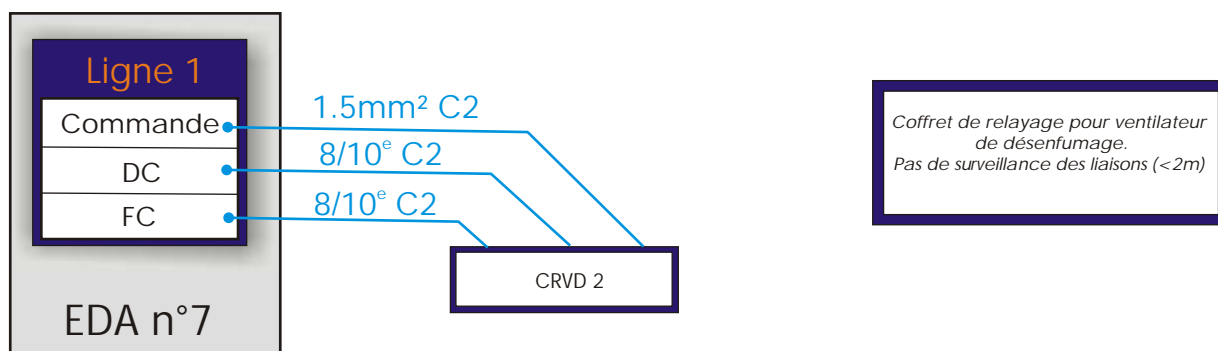 Ligne 1
Commande
DC
FC
EDA n°7
1.5mm² C2
8/10e C2
8/10e C2
CRVD 2
Coffret de relayage pour ventilateur
de désenfumage.
Pas de surveillance des liaisons (<2m)